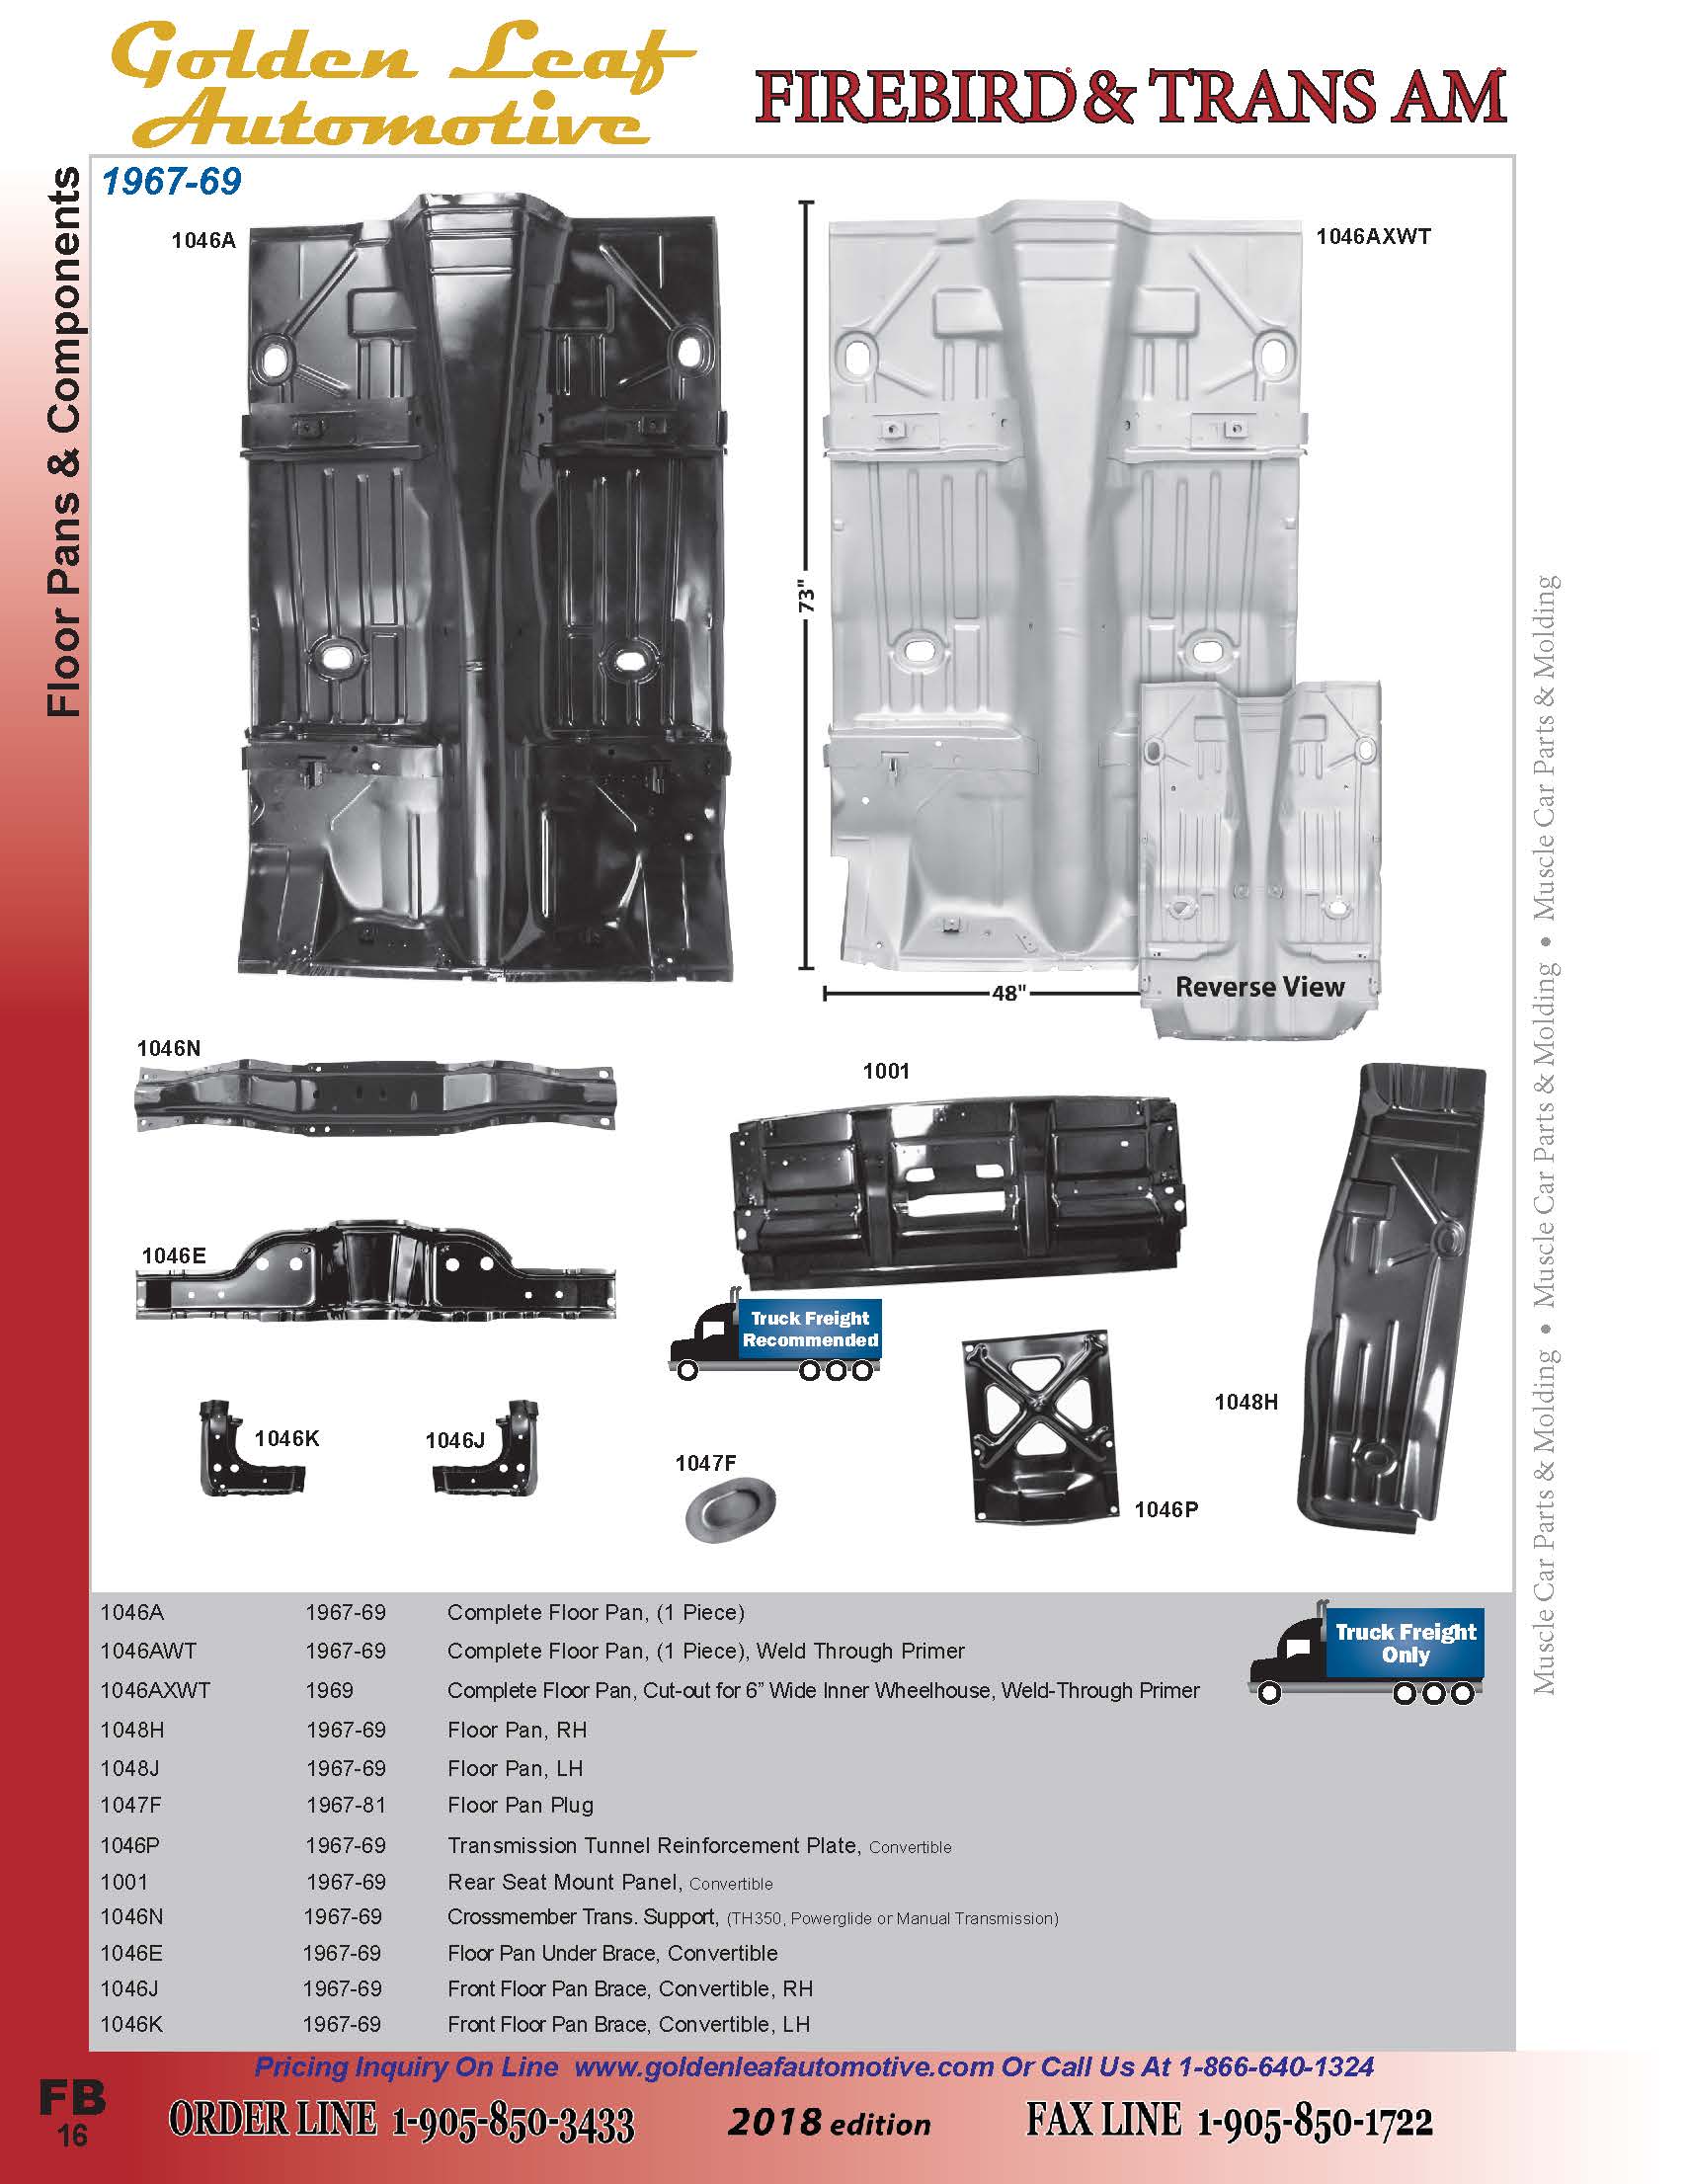 Golden Leaf
Automotive
FIREBIRD & TRANS AM
Floor Pans & Components
1967-69
1046A
1046AXWT
73"
48"
Reverse View
1046N
1001
1046E
Truck Freight
Recommended
1048H
1046K
1046J
1047F
1046P
1046A 1967-69 Complete Floor Pan, (1 Piece)
1046AWT 1967-69 Complete Floor Pan, (1 Piece), Weld Through Primer
1046AXWT 1969 Complete Floor Pan, Cut-out for 6” Wide Inner Wheelhouse, Weld-Through Primer
1048H 1967-69 Floor Pan, RH
1048J 1967-69 Floor Pan, LH
1047F 1967-81 Floor Pan Plug
1046P 1967-69 Transmission Tunnel Reinforcement Plate, Convertible
1001 1967-69 Rear Seat Mount Panel, Convertible
1046N 1967-69 Crossmember Trans. Support, (TH350, Powerglide or Manual Transmission)
1046E 1967-69 Floor Pan Under Brace, Convertible
1046J 1967-69 Front Floor Pan Brace, Convertible, RH
1046K 1967-69 Front Floor Pan Brace, Convertible, LH
Truck Freight
Only
Muscle Car Parts & Molding • Muscle Car Parts & Molding • Muscle Car Parts & Molding
Pricing Inquiry On Line www.goldenleafautomotive.com Or Call Us At 1-866-640-1324
FB
16
ORDER LINE 1-905-850-3433
2018 edition
FAX LINE 1-905-850-1722